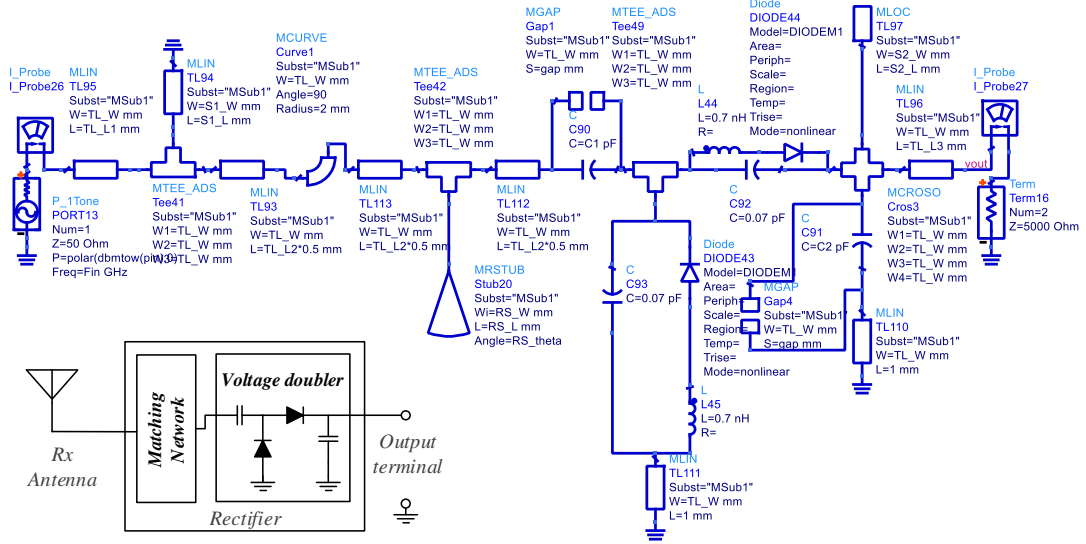 I_Probe
I_Probe26
MLIN
TL95
Subst="MSub1"
W=TL_W mm
L=TL_L1 mm
P_1Tone
PORT13
Num=1
Z=50 Ohm
P=polar(dbmtow(pin),0)
Freq=Fin GHz
MLIN
TL94
Subst="MSub1"
W=S1_W mm
L=S1_L mm
MTEE_ADS
Tee41
Subst="MSub1"
W1=TL_W mm
W2=TL_W mm
W3=TL_W mm
MCURVE
Curve1
Subst="MSub1"
W=TL_W mm
Angle=90
Radius=2 mm
MLIN
TL93
Subst="MSub1"
W=TL_W mm
L=TL_L2*0.5 mm
MLIN
TL113
Subst="MSub1"
W=TL_W mm
L=TL_L2*0.5 mm
MTEE_ADS
Tee42
Subst="MSub1"
W1=TL_W mm
W2=TL_W mm
W3=TL_W mm
MLIN
TL112
Subst="MSub1"
W=TL_W mm
L=TL_L2*0.5 mm
MRSTUB
Stub20
Subst="MSub1"
Wi=RS_W mm
L=RS_L mm
Angle=RS_theta
MGAP
Gap1
Subst="MSub1"
W=TL_W mm
S=gap mm
C
C90
C=C1 pF
MTEE_ADS
Tee49
Subst="MSub1"
W1=TL_W mm
W2=TL_W mm
W3=TL_W mm
L
L44
L=0.7 nH
R=
Diode
DIODE44
Model=DIODEM1
Area=
Periph=
Scale=
Region=
Temp=
Trise=
Mode=nonlinear
C
C92
C=0.07 pF
C
C93
C=0.07 pF
Diode
DIODE43
Model=DIODEM1
Area=
Periph=
Scale=
Region=
Temp=
Trise=
Mode=nonlinear
L
L45
L=0.7 nH
R=
MLIN
TL111
Subst="MSub1"
W=TL_W mm
L=1 mm
MGAP
Gap4
Subst="MSub1"
W=TL_W mm
S=gap mm
C
C91
C=C2 pF
MLIN
TL110
Subst="MSub1"
W=TL_W mm
L=1 mm
MLOC
TL97
Subst="MSub1"
W=S2_W mm
L=S2_L mm
MLIN
TL96
Subst="MSub1"
W=TL_W mm
L=TL_L3 mm
MCROSO
Cros3
Subst="MSub1"
W1=TL_W mm
W2=TL_W mm
W3=TL_W mm
W4=TL_W mm
I_Probe
I_Probe27
vout
Term
Term16
Num=2
Z=5000 Ohm
Rx
Antenna
Matching
Network
Voltage doubler
Rectifier
Output
terminal